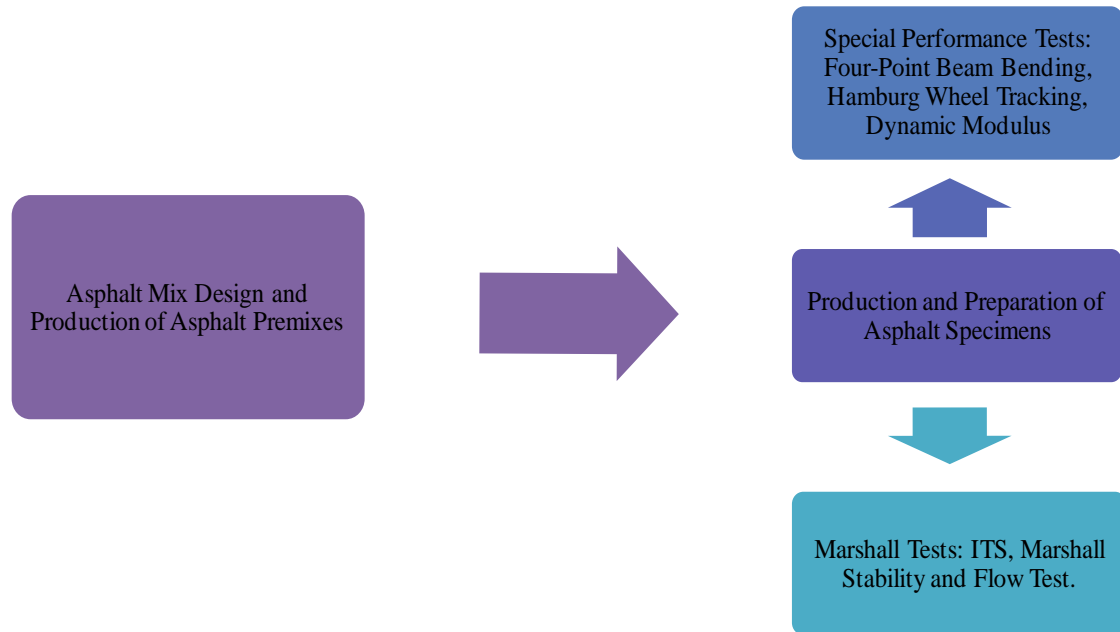 Special Performance Tests:
Four-Point Beam Bending,
Hamburg Wheel Tracking,
Dynamic Modulus
Asphalt Mix Design and
Production of Asphalt Premixes
Production and Preparation of
Asphalt Specimens
Marshall Tests: ITS, Marshall
Stability and Flow Test.